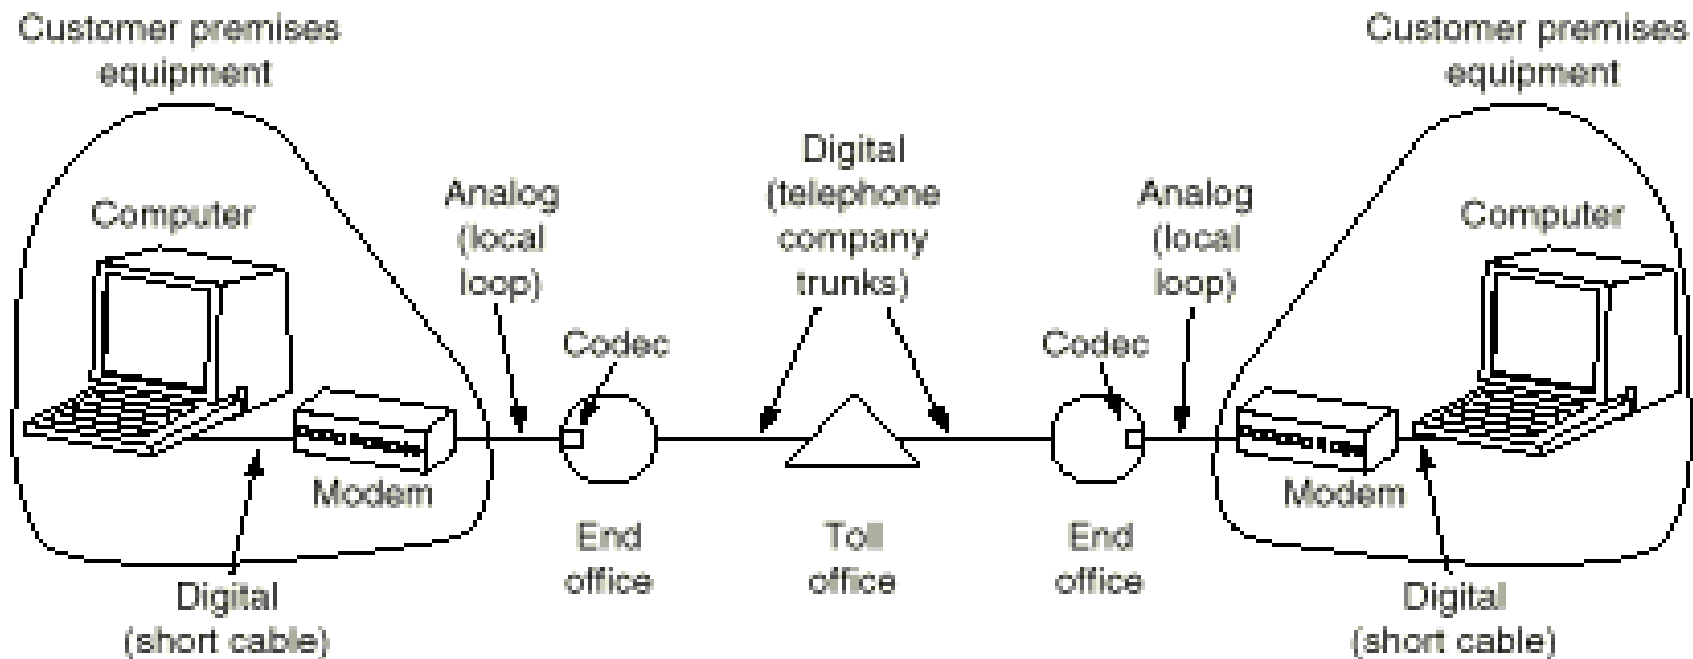 Customer premises
equipment
Customer premises
equipment
Digital
(telephone
company
trunks)
Analog
(local
loop)
Analog
(local
loop)
Computer
Computer
Codec
Codec
Modem
Modem
End
office
Toll
office
End
office
Digital
(short cable)
Digital
(short cable)